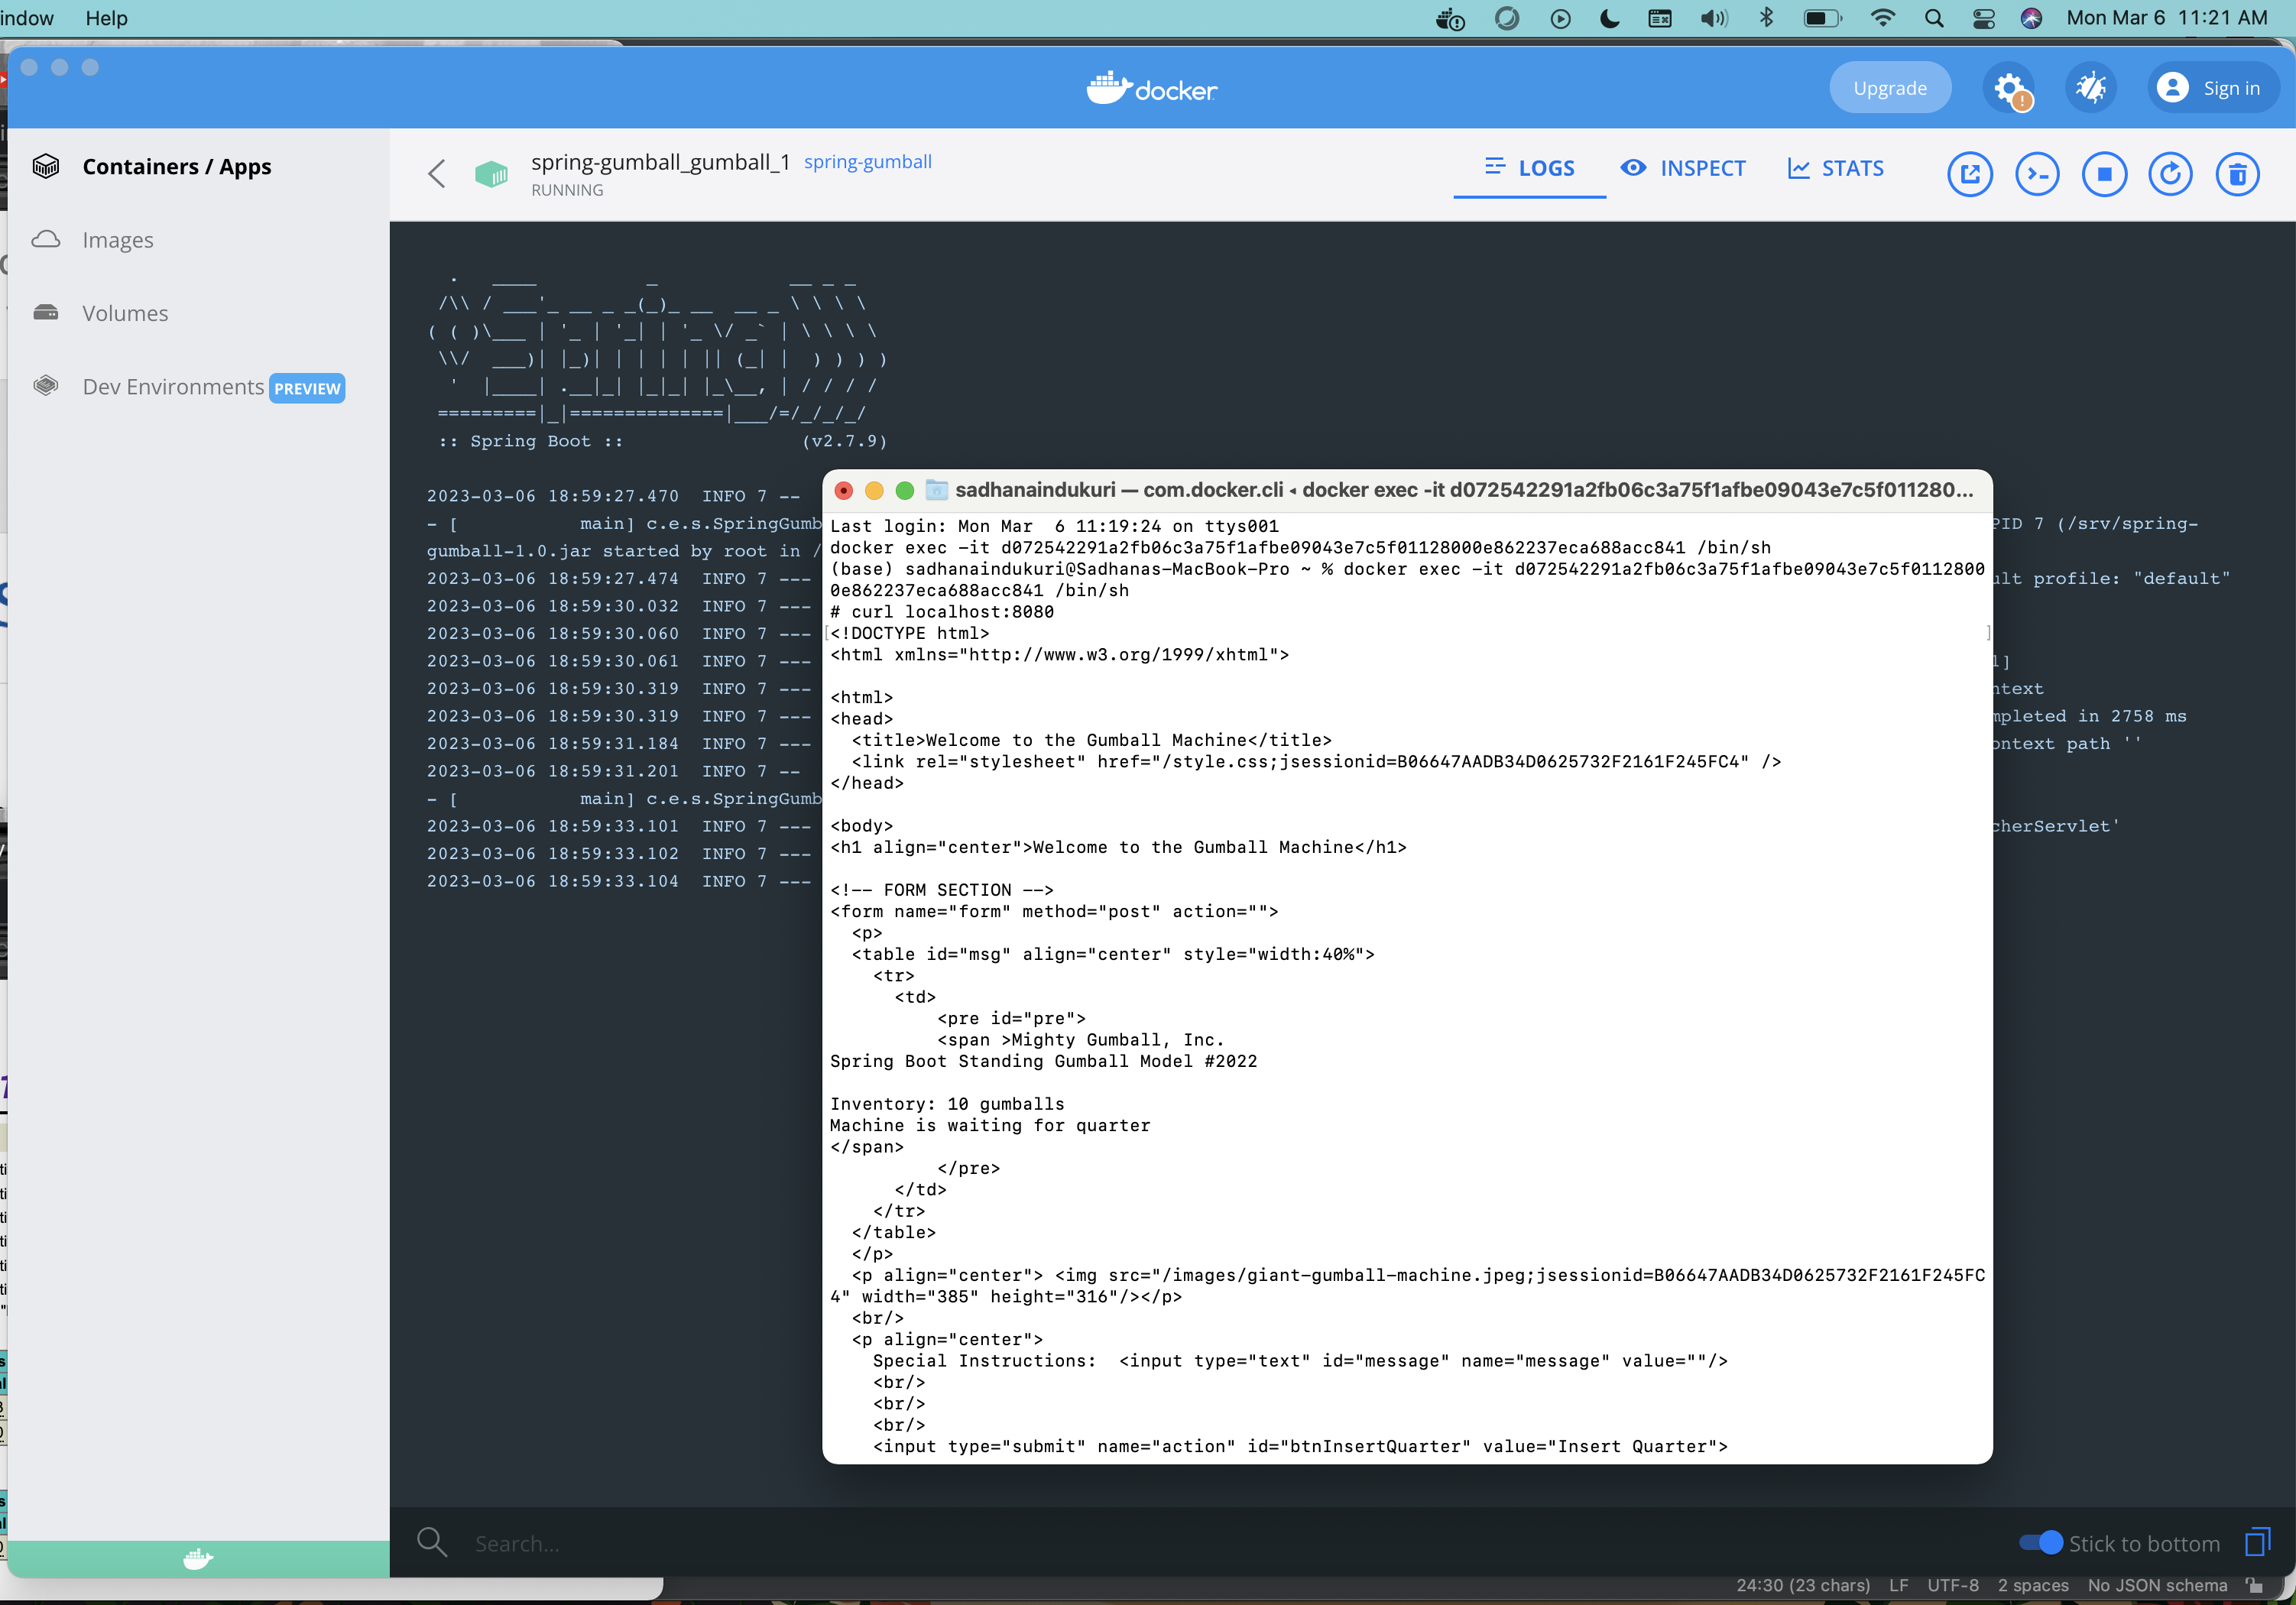 indow Help Mon Mar 6 11:21 AM
docker Upgrade Sign in
Containers / Apps
Images
Volumes
Dev Environments PREVIEW
spring-gumball_gumball_1 spring-gumball
RUNNING
LOGS INSPECT STATS
:: Spring Boot :: (v2.7.9)
2023-03-06 18:59:27.470 INFO 7 --
- [ main] c.e.s.SpringGumb PID 7 (/srv/spring-
gumball-1.0.jar started by root in /
2023-03-06 18:59:27.474 INFO 7 --- ult profile: "default"
2023-03-06 18:59:30.032 INFO 7 ---
2023-03-06 18:59:30.060 INFO 7 ---
2023-03-06 18:59:30.061 INFO 7 --- l]
2023-03-06 18:59:30.319 INFO 7 --- ntext
2023-03-06 18:59:30.319 INFO 7 --- mpleted in 2758 ms
2023-03-06 18:59:31.184 INFO 7 --- ontext path ''
2023-03-06 18:59:31.201 INFO 7 --
- [ main] c.e.s.SpringGumb
2023-03-06 18:59:33.101 INFO 7 --- cherServlet'
2023-03-06 18:59:33.102 INFO 7 ---
2023-03-06 18:59:33.104 INFO 7 ---
sadhanaindukuri — com.docker.cli ◂ docker exec -it d072542291a2fb06c3a75f1afbe09043e7c5f011280...
Last login: Mon Mar  6 11:19:24 on ttys001
docker exec -it d072542291a2fb06c3a75f1afbe09043e7c5f01128000e862237eca688acc841 /bin/sh
(base) sadhanaindukuri@Sadhanas-MacBook-Pro ~ % docker exec -it d072542291a2fb06c3a75f1afbe09043e7c5f0112800
0e862237eca688acc841 /bin/sh
# curl localhost:8080
<!DOCTYPE html>
<html xmlns="http://www.w3.org/1999/xhtml">
<html>
<head>
<title>Welcome to the Gumball Machine</title>
<link rel="stylesheet" href="/style.css;jsessionid=B06647AADB34D0625732F2161F245FC4" />
</head>
<body>
<h1 align="center">Welcome to the Gumball Machine</h1>
<!-- FORM SECTION -->
<form name="form" method="post" action="">
<p>
<table id="msg" align="center" style="width:40%">
<tr>
<td>
<pre id="pre">
<span >Mighty Gumball, Inc.
Spring Boot Standing Gumball Model #2022
Inventory: 10 gumballs
Machine is waiting for quarter
</span>
</pre>
</td>
</tr>
</table>
</p>
<p align="center"> <img src="/images/giant-gumball-machine.jpeg;jsessionid=B06647AADB34D0625732F2161F245FC
4" width="385" height="316"/></p>
<br/>
<p align="center">
Special Instructions:  <input type="text" id="message" name="message" value=""/>
<br/>
<br/>
<br/>
<input type="submit" name="action" id="btnInsertQuarter" value="Insert Quarter">
Search... Stick to bottom
24:30 (23 chars) LF UTF-8 2 spaces No JSON schema